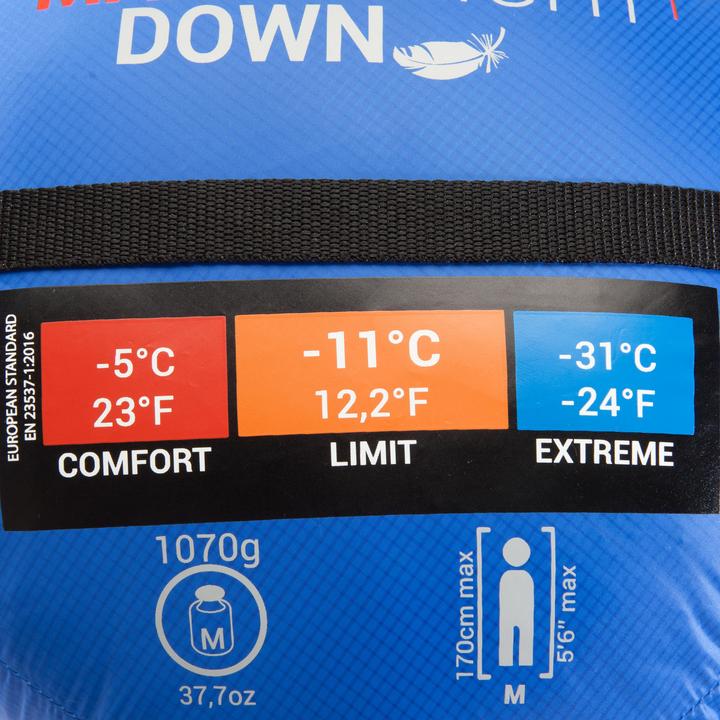 DOWN
EUROPEAN STANDARD
EN 23537-1:2016
-5°C
23°F
COMFORT
-11°C
12,2°F
LIMIT
-31°C
-24°F
EXTREME
1070g
M
37,7oz
170cm max
5'6" max
M